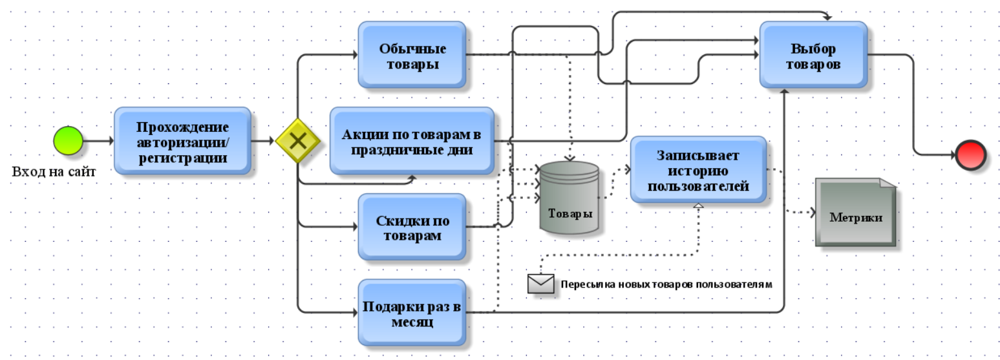 Обычные
товары
Выбор
товаров
Прохождение
авторизации/
регистрации
Вход на сайт
Акции по товарам в
праздничные дни
Записывает
историю
пользователей
Товары
Метрики
Скидки по
товарам
Пересылка новых товаров пользователям
Подарки раз в
месяц